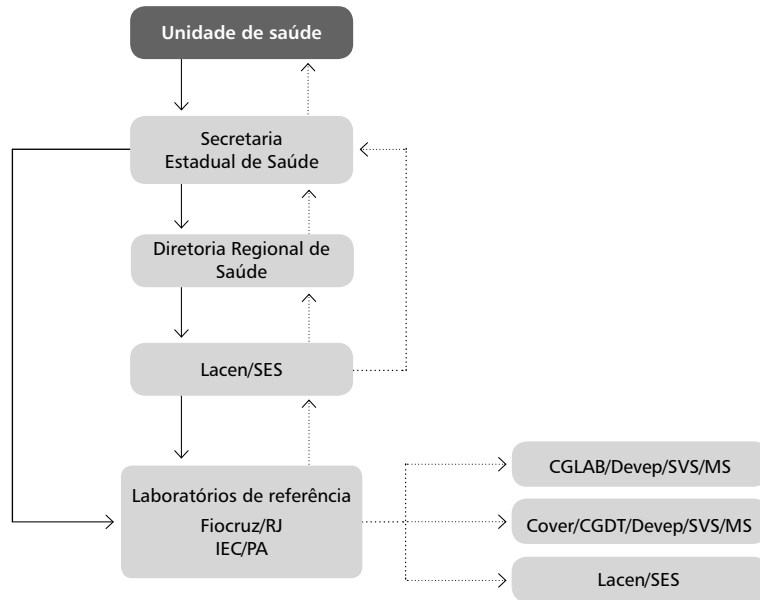 Unidade de saúde
Secretaria
Estadual de Saúde
Diretoria Regional de
Saúde
Lacen/SES
Laboratórios de referência
Fiocruz/RJ
IEC/PA
CGLAB/Devep/SVS/MS
Cover/CGDT/Devep/SVS/MS
Lacen/SES